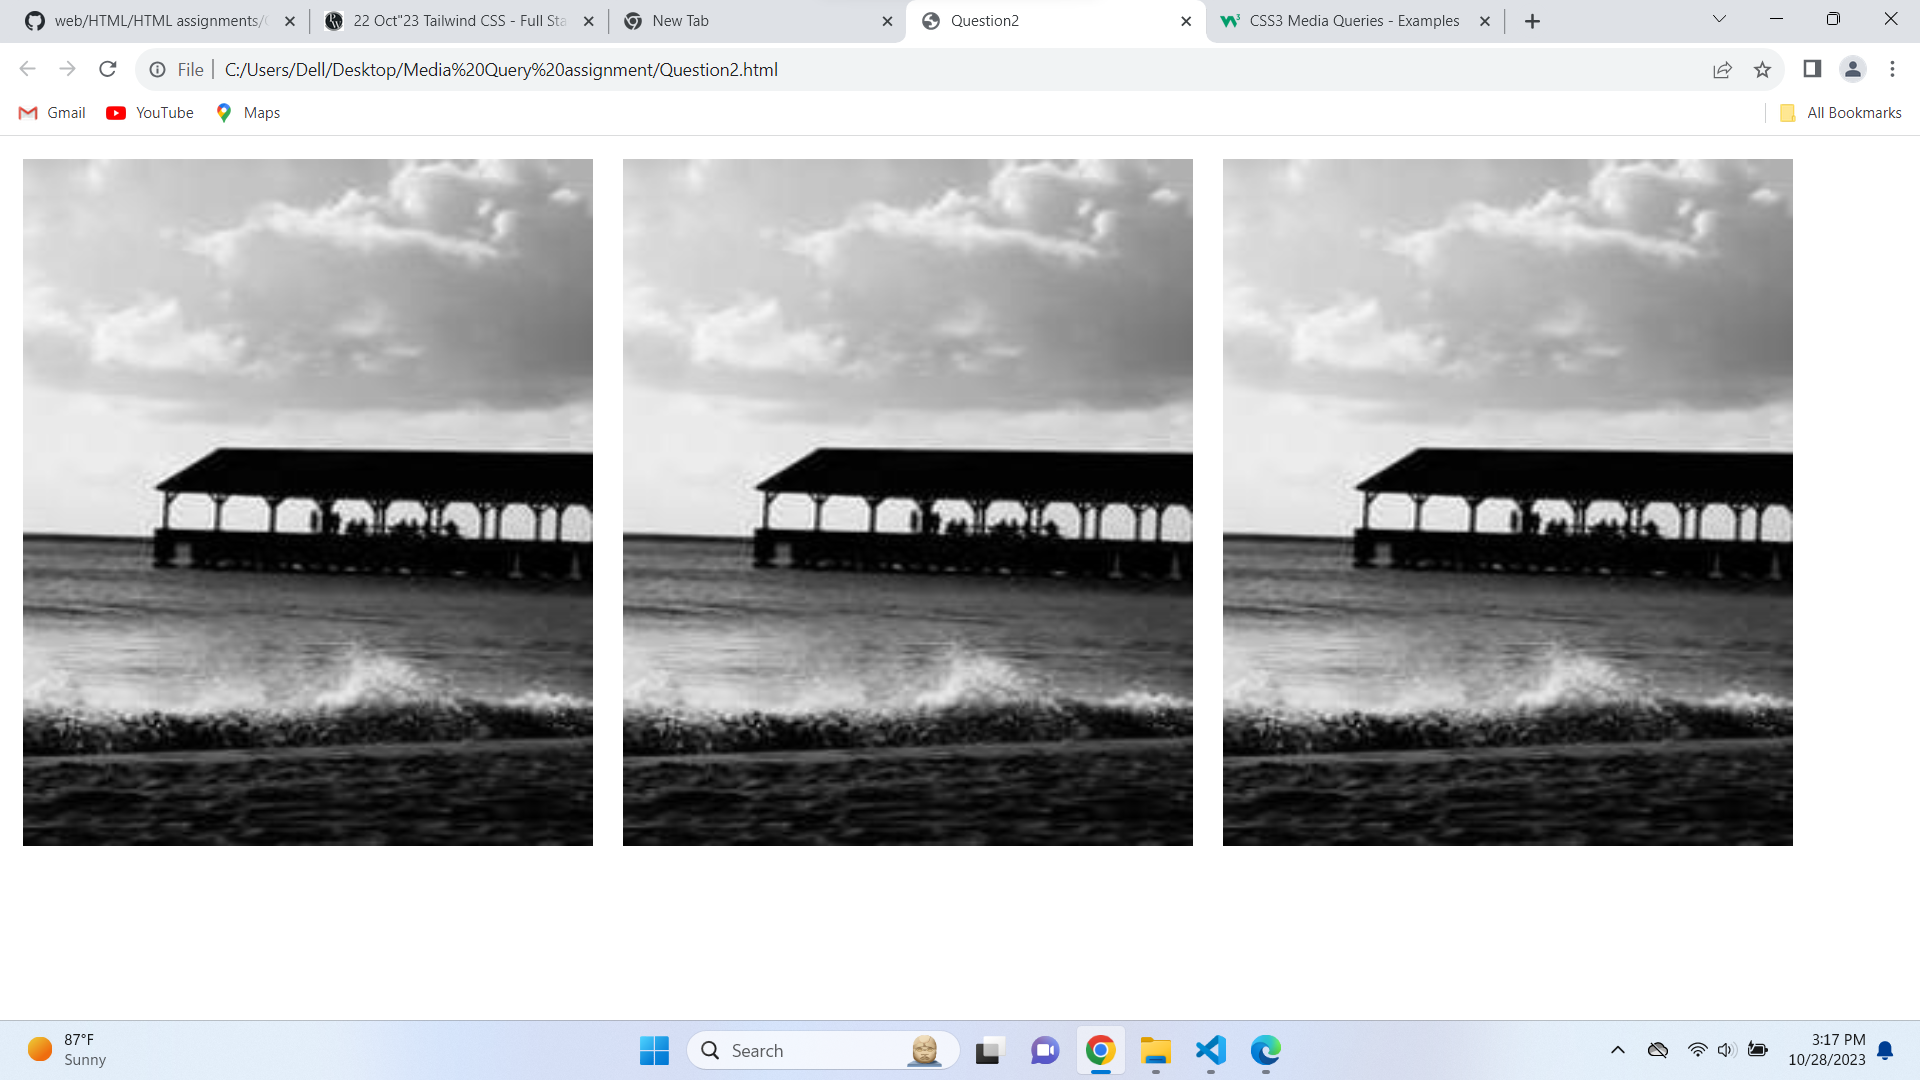 web/HTML/HTML assignments/
22 Oct"23 Tailwind CSS - Full Sta
New Tab
Question2
CSS3 Media Queries - Examples
File
C:/Users/Dell/Desktop/Media%20Query%20assignment/Question2.html
Gmail
YouTube
Maps
All Bookmarks
87°F
Sunny
Search
3:17 PM
10/28/2023